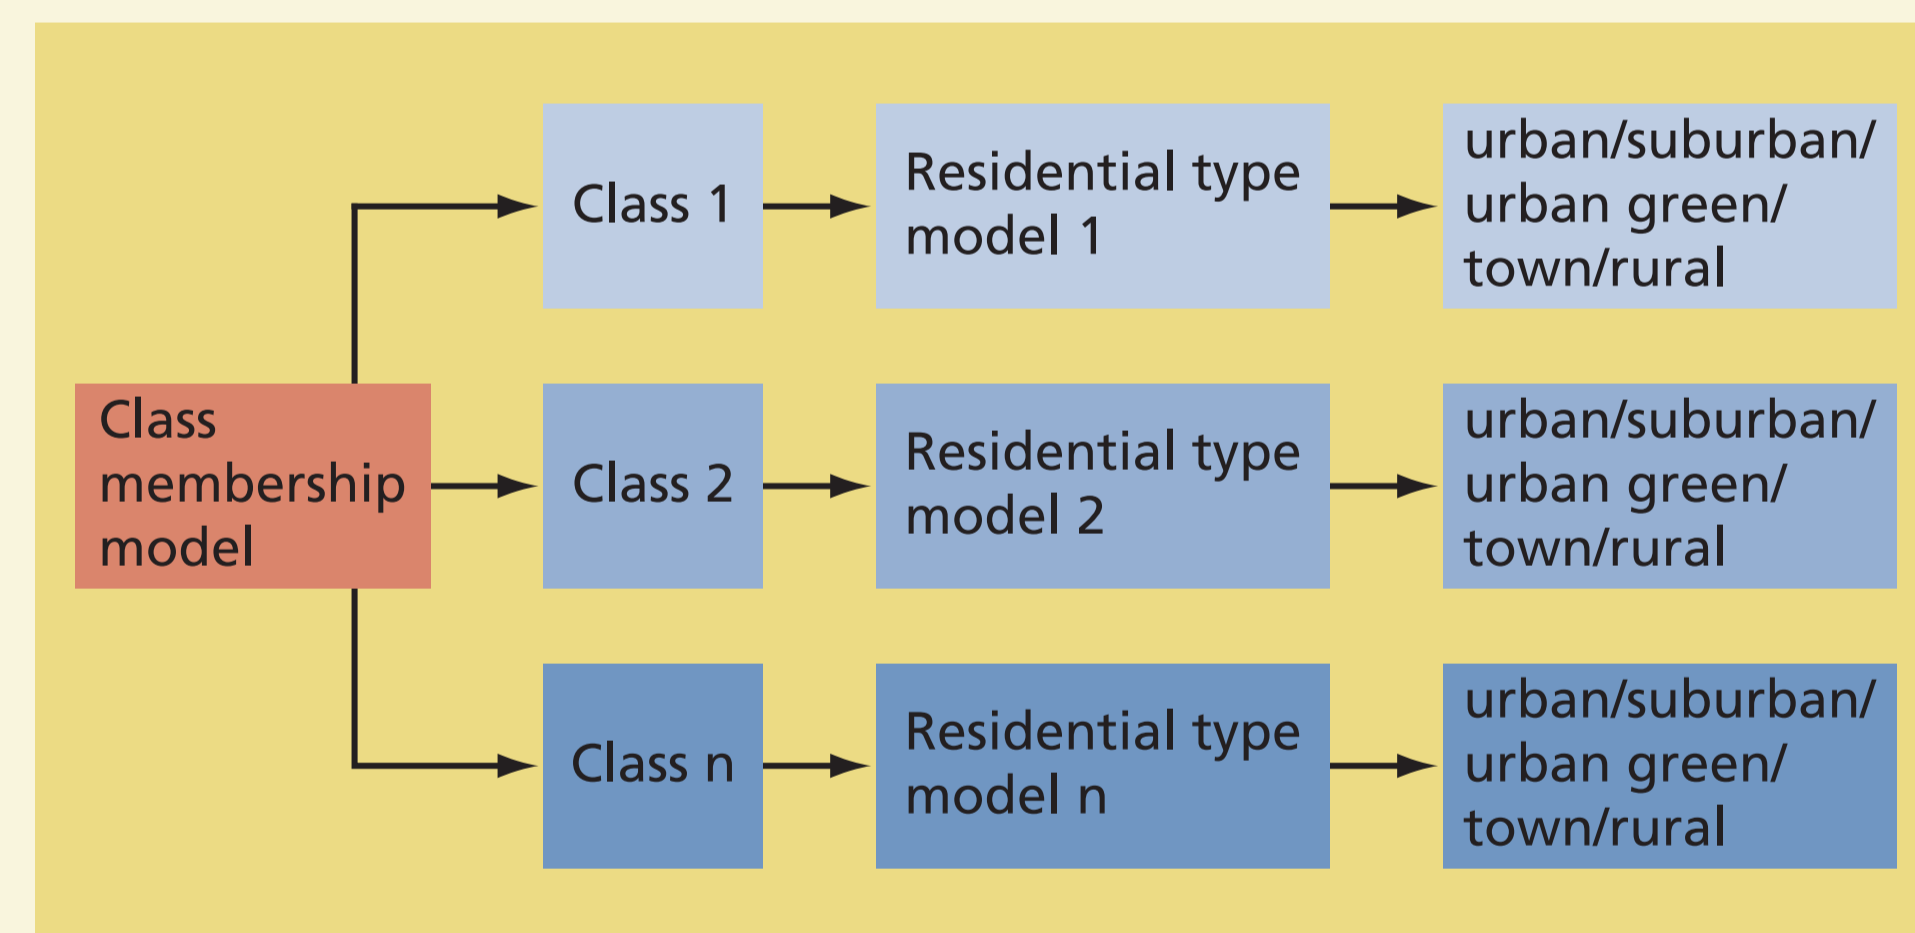 Class
membership
model
Class 1
Residential type
model 1
urban/suburban/
urban green/
town/rural
Class 2
Residential type
model 2
urban/suburban/
urban green/
town/rural
Class n
Residential type
model n
urban/suburban/
urban green/
town/rural